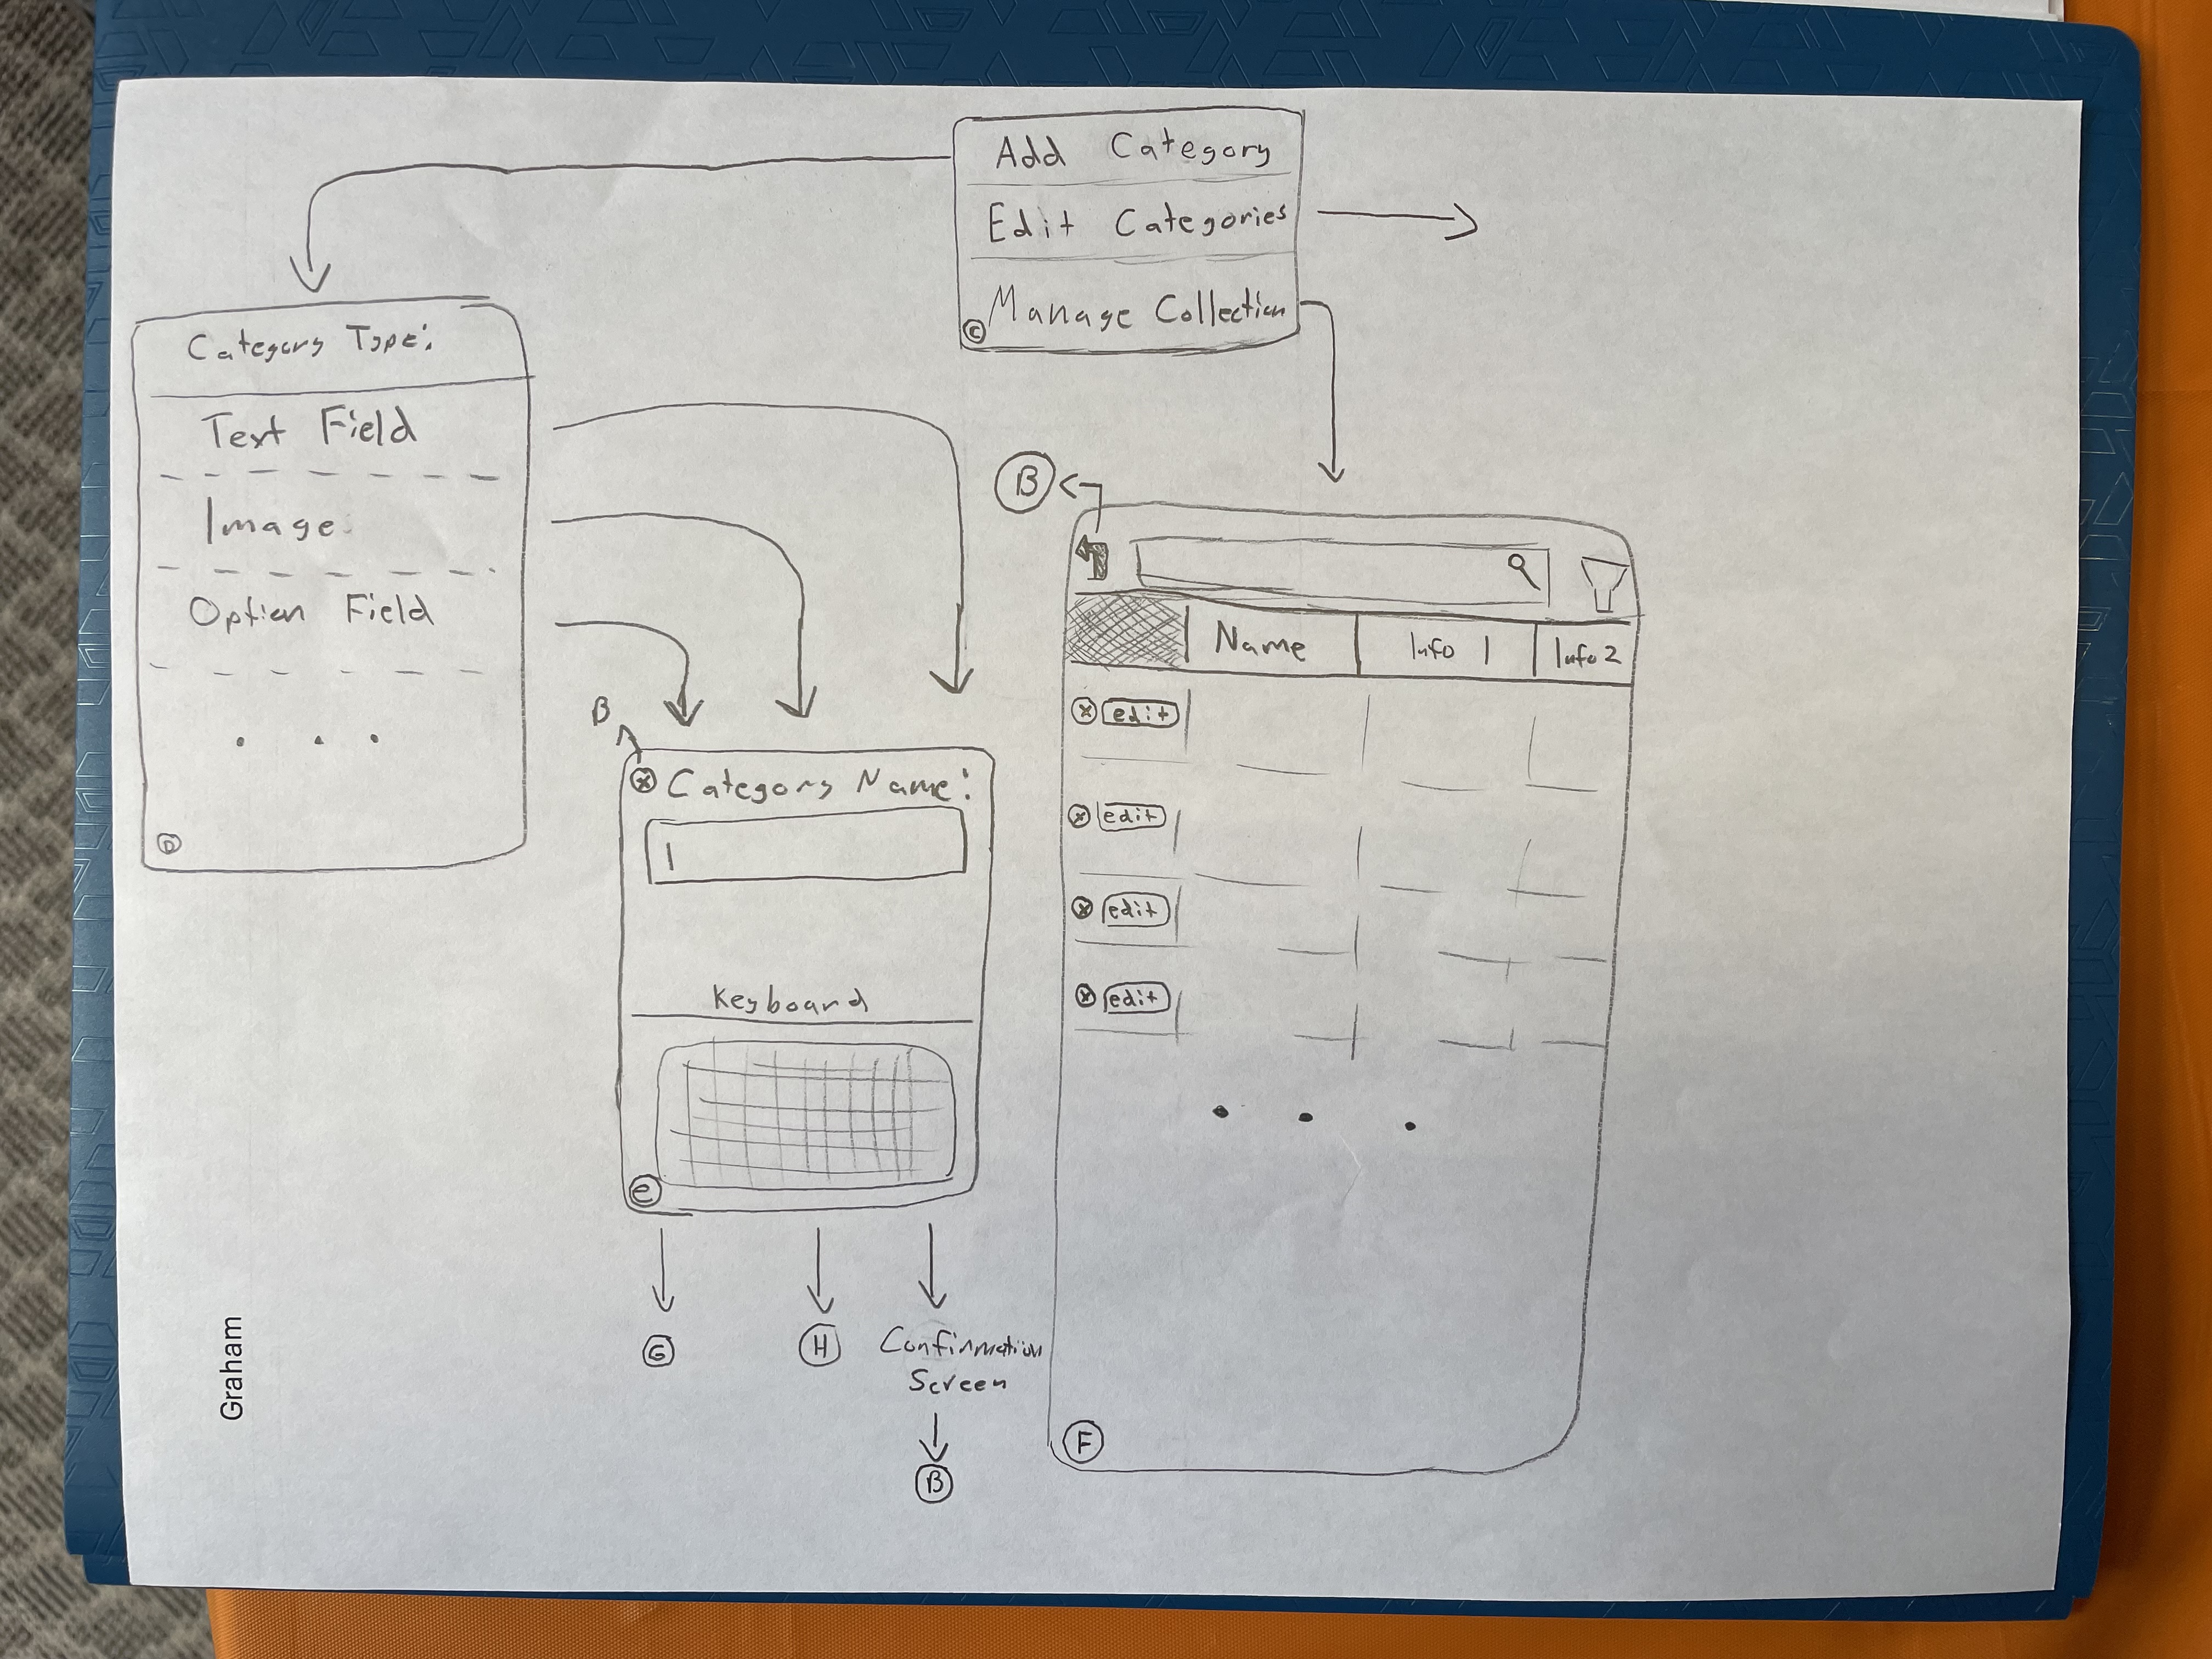 Add Category
Edit Categories
Manage Collection
C
Category Type:
Text Field
Image
Option Field
D
B
Category Name:
Keyboard
e
G
H
Confirmation
Screen
B
B
Name
Info 1
Info 2
edit
edit
edit
edit
F
Graham